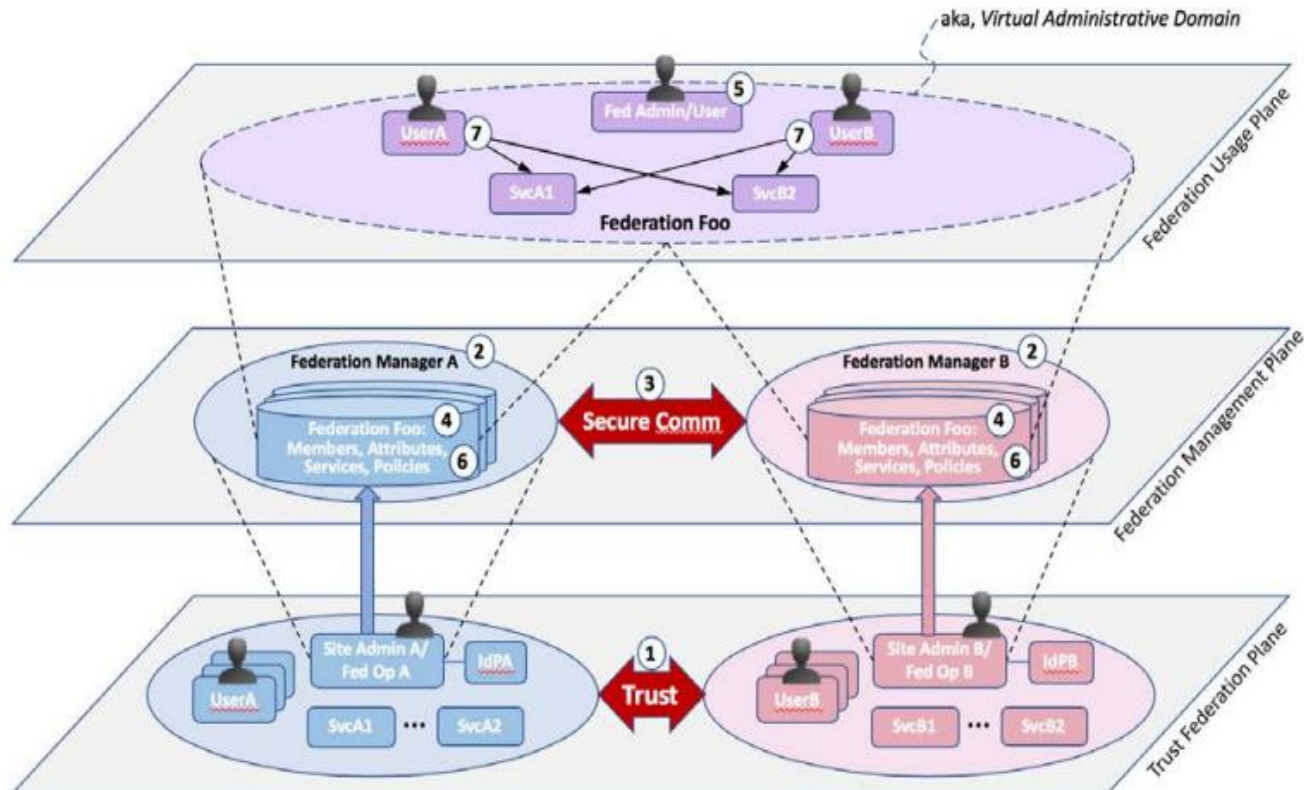 aka, Virtual Administrative Domain
5
Fed Admin/User
UserA
7
7
UserB
SvcA1
SvcB2
Federation Foo
Federation Usage Plane
Federation Manager A
2
Federation Manager B
2
3
Secure Comm
4
Federation Foo:
Members, Attributes,
Services, Policies
6
4
Federation Foo:
Members, Attributes,
Services, Policies
6
Federation Management Plane
Site Admin A/
Fed Op A
IdPA
UserA
SvcA1
...
SvcA2
1
Trust
Site Admin B/
Fed Op B
IdPB
UserB
SvcB1
...
SvcB2
Trust Federation Plane